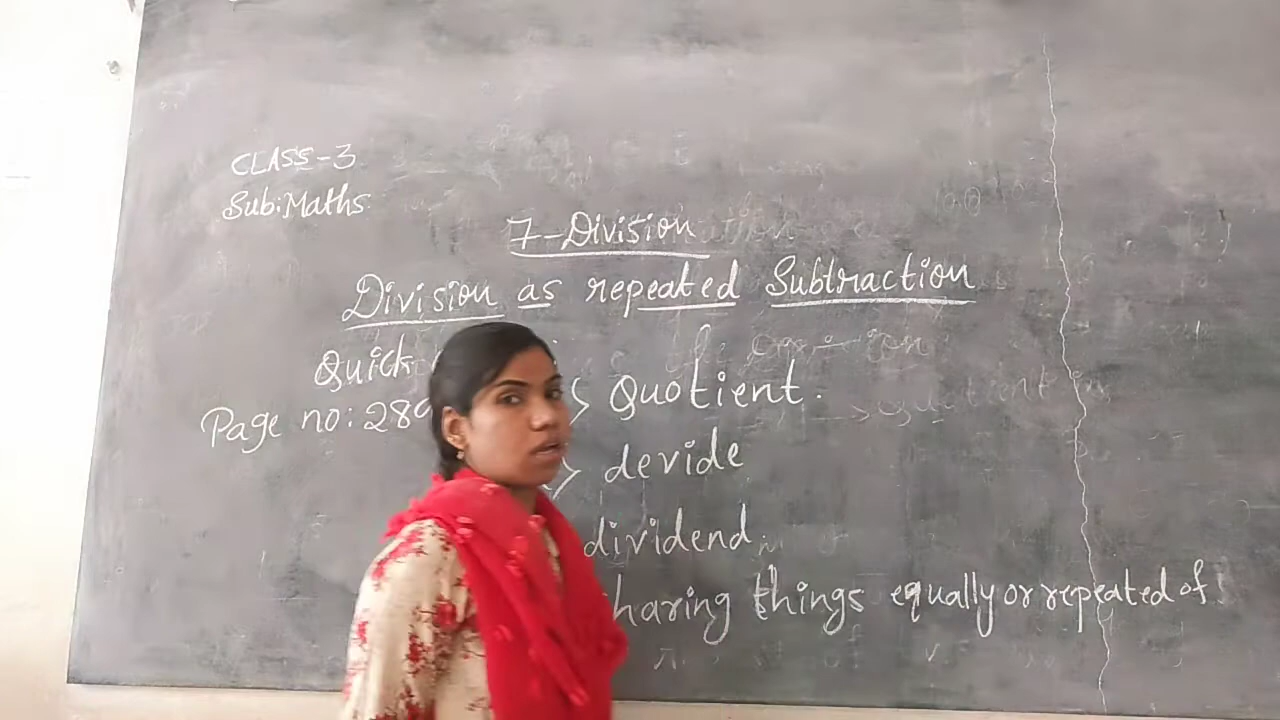 CLASS-3
Sub:Maths
7-Division
Division as repeated Subtraction
Quick
Page no: 289 > Quotient.
> devide
dividend.
haring things equally or repeated of